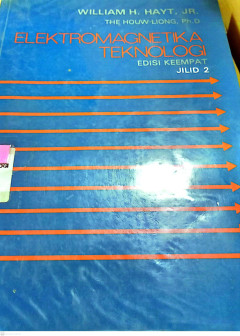 WILLIAM H. HAYT, JR.
THE HOUW-LIONG, Ph.D
ELEKTROMAGNETIKA
TEKNOLOGI
EDISI KEEMPAT
JILID 2